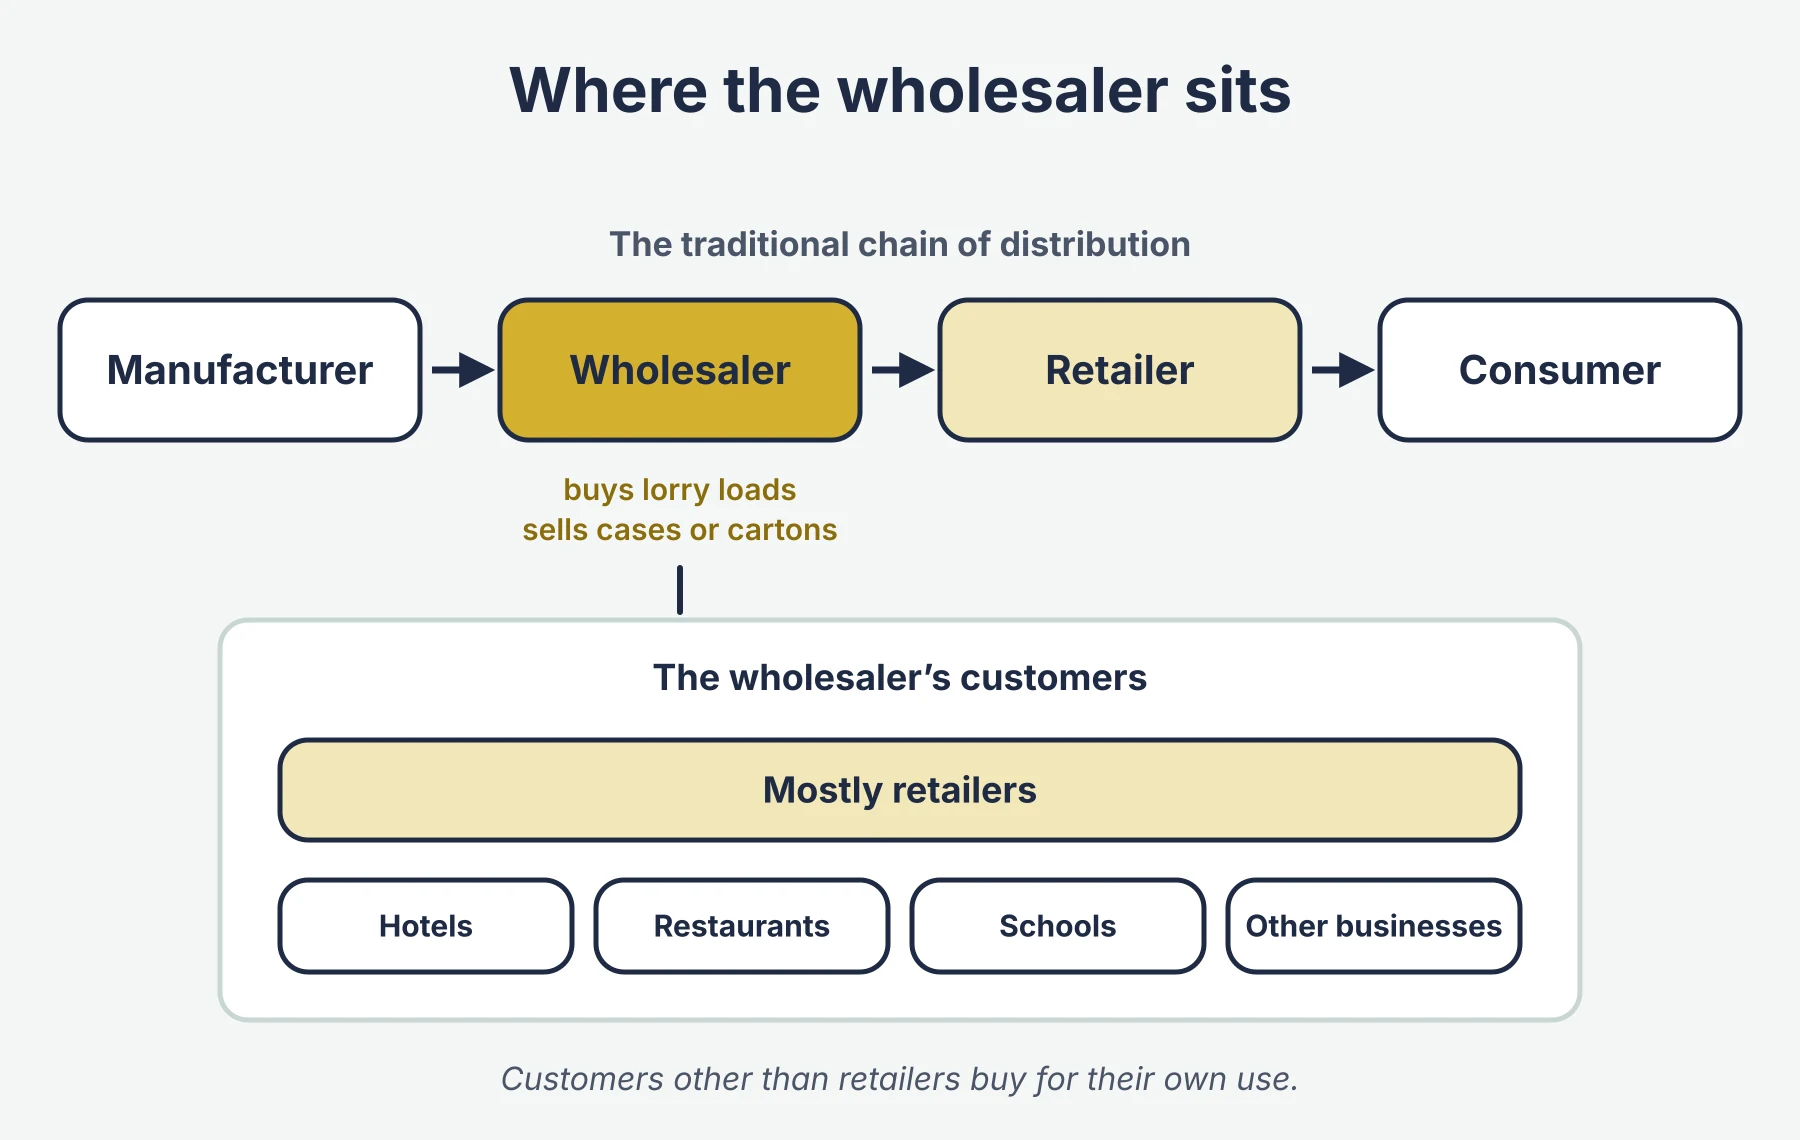 Where the wholesaler sits
The traditional chain of distribution
Manufacturer
Wholesaler
Retailer
Consumer
buys lorry loads
sells cases or cartons
The wholesaler’s customers
Mostly retailers
Hotels
Restaurants
Schools
Other businesses
Customers other than retailers buy for their own use.